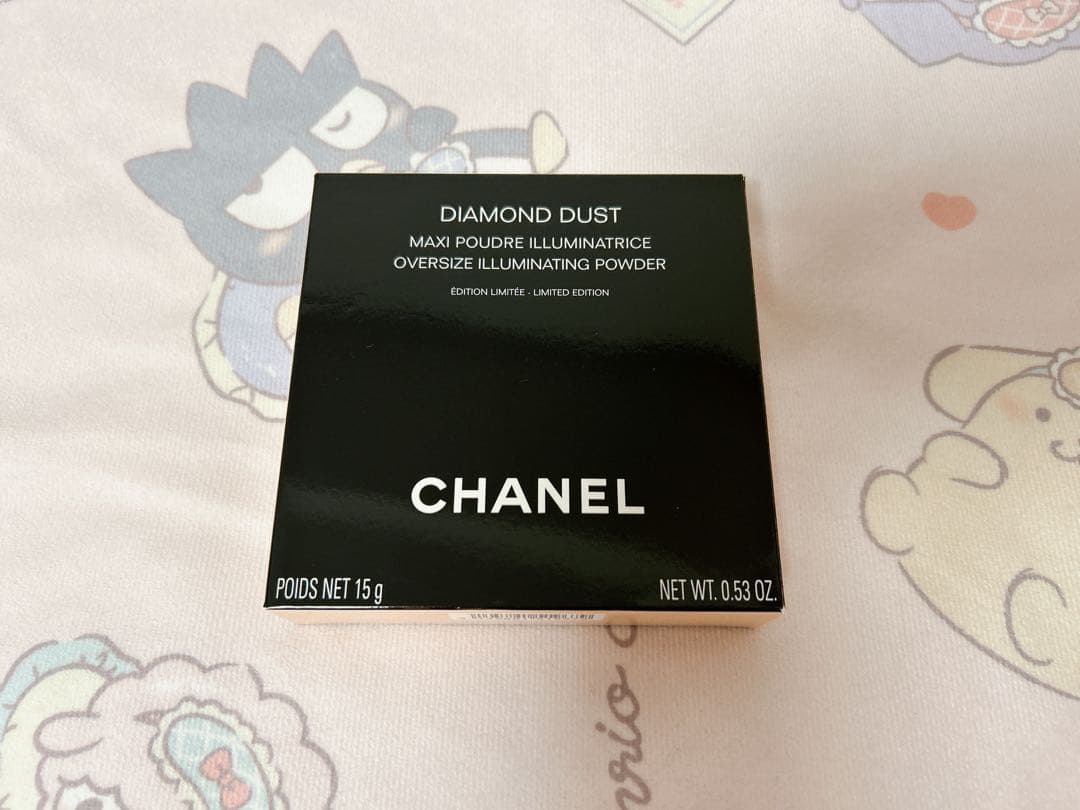 DIAMOND DUST
MAXI POUDRE ILLUMINATRICE
OVERSIZE ILLUMINATING POWDER
ÉDITION LIMITÉE - LIMITED EDITION
CHANEL
POIDS NET 15 g
NET WT. 0.53 OZ.